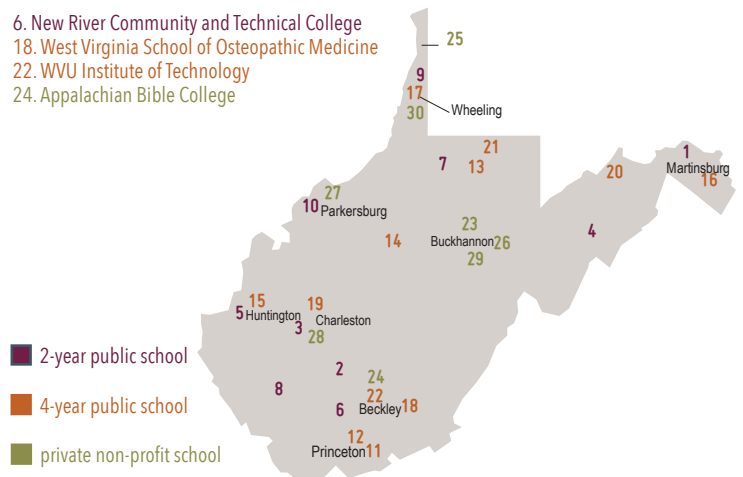 6. New River Community and Technical College
18. West Virginia School of Osteopathic Medicine
22. WVU Institute of Technology
24. Appalachian Bible College
25
9
17
Wheeling
30
21
7
13
1
Martinsburg
20
16
27
10
Parkersburg
23
4
14
Buckhannon
26
29
15
19
5
Huntington
Charleston
3
28
2-year public school
2
24
8
22
4-year public school
6
Beckley
18
12
private non-profit school
Princeton
11